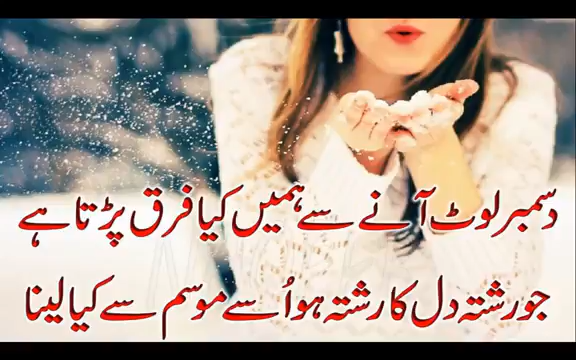 دسمبر لوٹ آنے سے ہمیں کیا فرق پڑتا ہے
جو رشتہ دل کا رشتہ ہو اُسے موسم سے کیا لینا